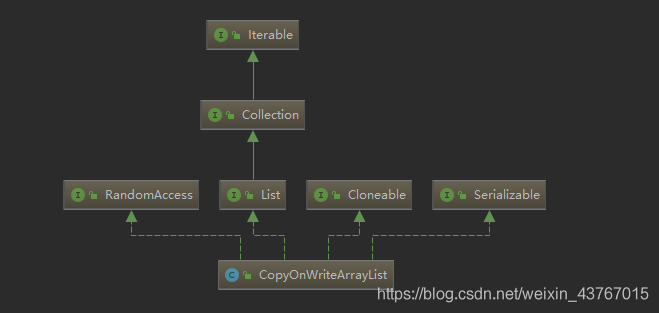 Iterable
Collection
RandomAccess
List
Cloneable
Serializable
CopyOnWriteArrayList
https://blog.csdn.net/weixin_43767015